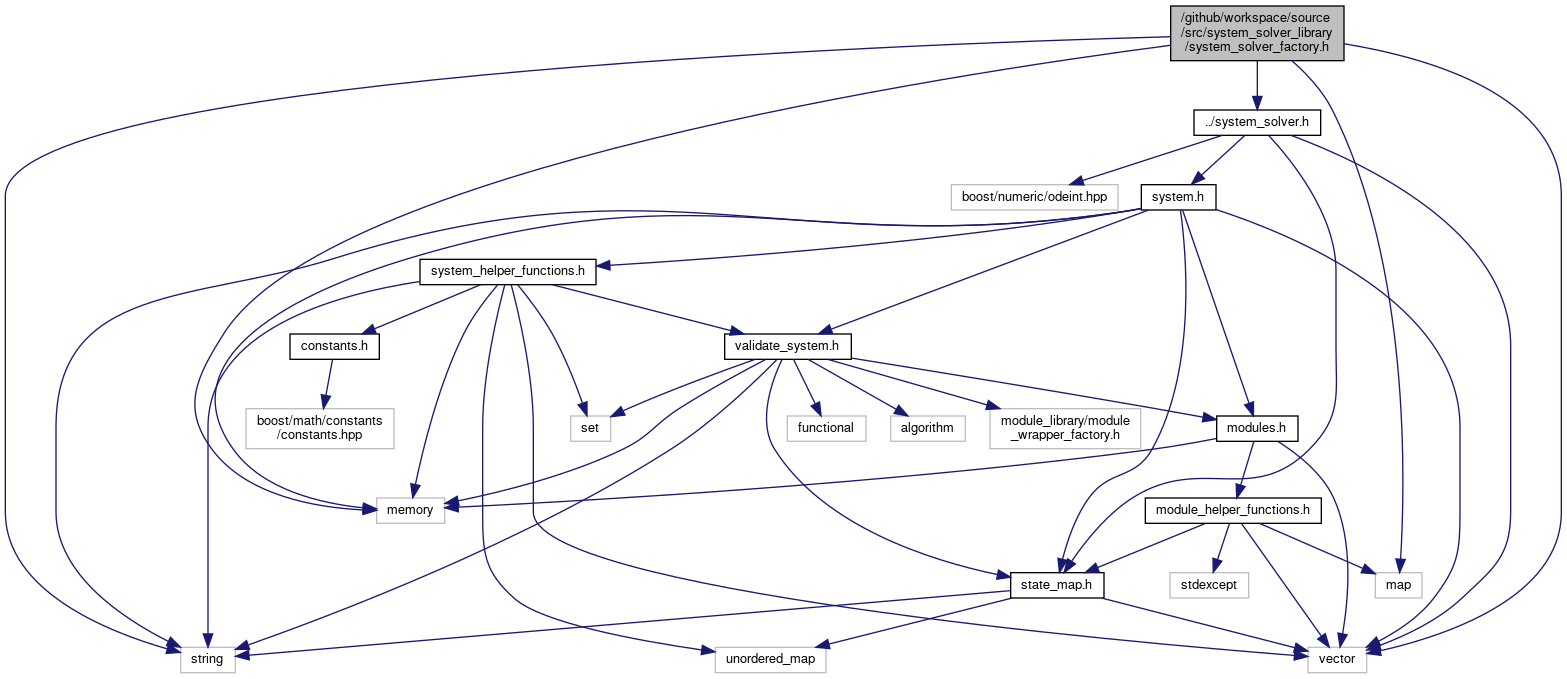 /github/workspace/source
/src/system_solver_library
/system_solver_factory.h
../system_solver.h
boost/numeric/odeint.hpp
system.h
system_helper_functions.h
constants.h
validate_system.h
boost/math/constants
/constants.hpp
set
functional
algorithm
module_library/module
_wrapper_factory.h
modules.h
memory
module_helper_functions.h
state_map.h
stdexcept
map
string
unordered_map
vector